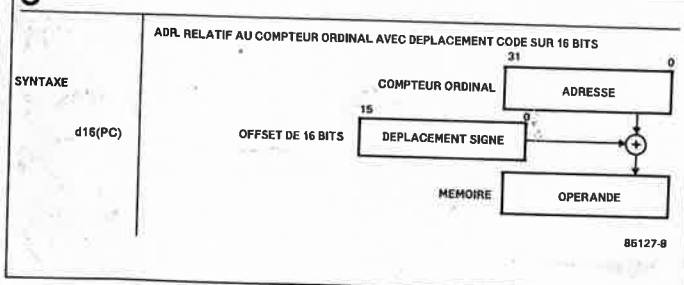 ADR. RELATIF AU COMPTEUR ORDINAL AVEC DEPLACEMENT CODE SUR 16 BITS
SYNTAXE
31
0
COMPTEUR ORDINAL
ADRESSE
15
0
d16(PC)
OFFSET DE 16 BITS
DEPLACEMENT SIGNE
+
MEMOIRE
OPERANDE
86127-8